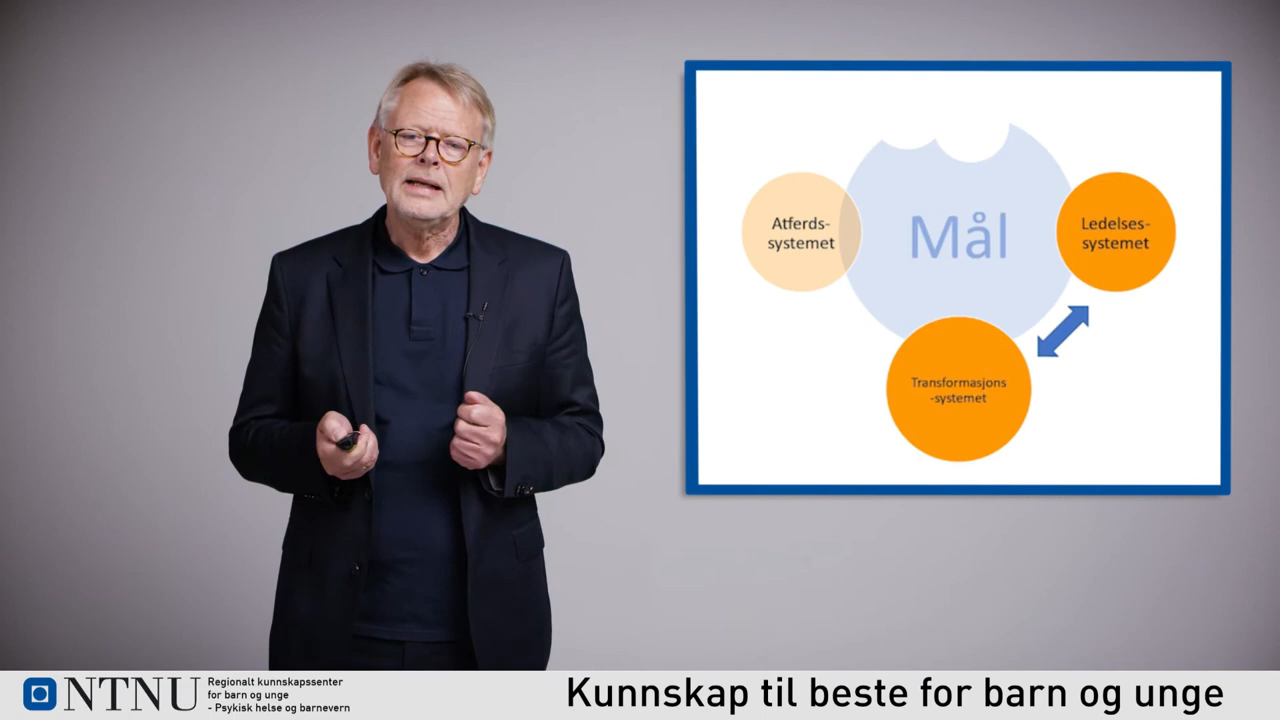 Atferds-
systemet
Mål
Ledelses-
systemet
Transformasjons
-systemet
NTNU
Regionalt kunnskapssenter
for barn og unge
- Psykisk helse og barnevern
Kunnskap til beste for barn og unge